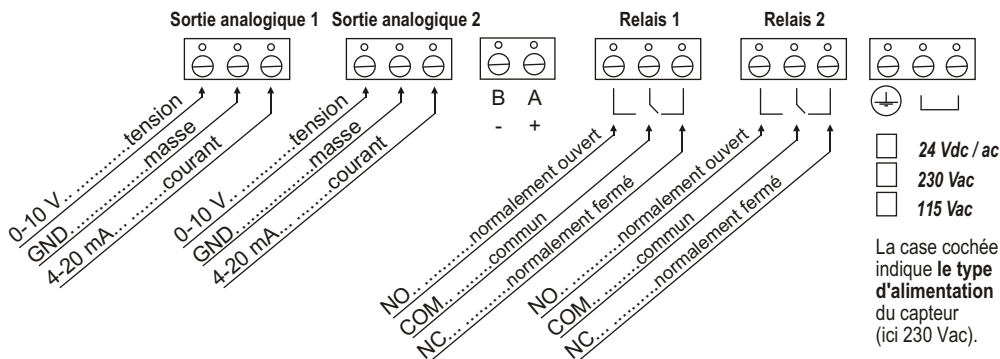 Sortie analogique 1
Sortie analogique 2
Relais 1
Relais 2
B A
- +
0-10 V..........tension
GND....................masse
4-20 mA..........courant
0-10 V..........tension
GND....................masse
4-20 mA..........courant
NO..........normalement ouvert
COM..........commun
NC..........normalement fermé
NO..........normalement ouvert
COM..........commun
NC..........normalement fermé
24 Vdc / ac
230 Vac
115 Vac
La case cochée
indique le type
d'alimentation
du capteur
(ici 230 Vac).